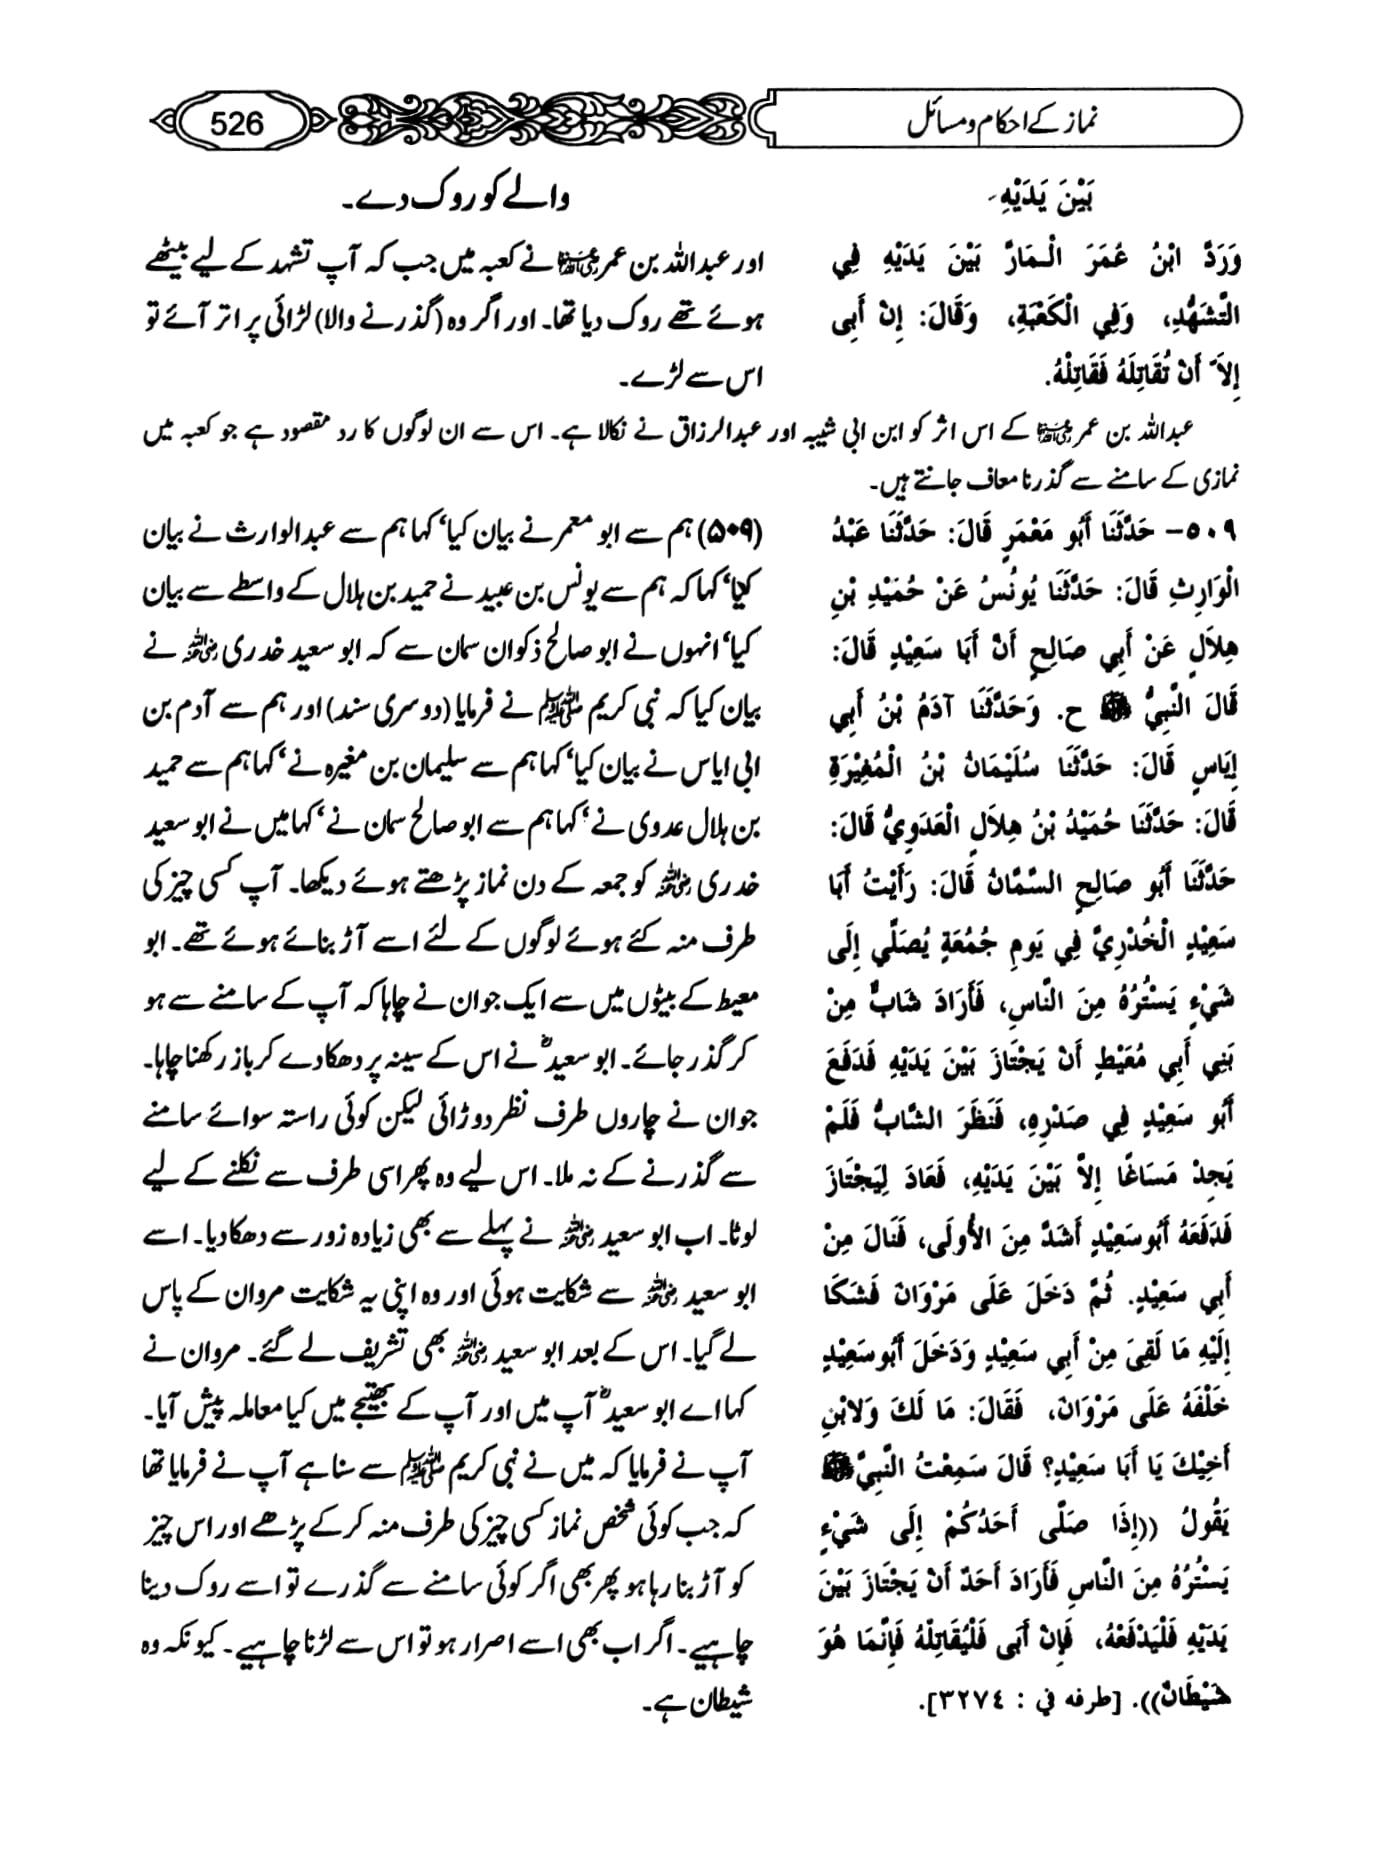 نماز کے احکام و مسائل
526
بَيْنَ يَدَيْهِ
وَرَدَّ ابْنُ عُمَرَ الْمَارَّ بَيْنَ يَدَيْهِ فِي
التَّشَهُّدِ، وَفِي الْكَعْبَةِ، وَقَالَ: إِنْ أَبَى
إِلاَّ أَنْ تُقَاتِلَهُ فَقَاتِلْهُ.
والے کو روک دے۔
اور عبداللہ بن عمر رضی اللہ عنہما نے کعبہ میں جب کہ آپ تشہد کے لیے بیٹھے
ہوئے تھے روک دیا تھا۔ اور اگر وہ (گذرنے والا) لڑائی پر اتر آئے تو
اس سے لڑے۔
عبداللہ بن عمر رضی اللہ عنہما کے اس اثر کو ابن ابی شیبہ اور عبدالرزاق نے نکالا ہے۔ اس سے ان لوگوں کا رد مقصود ہے جو کعبہ میں
نمازی کے سامنے سے گذرنا معاف جانتے ہیں۔
٥٠٩- حَدَّثَنَا أَبُو مَعْمَرٍ قَالَ: حَدَّثَنَا عَبْدُ
الْوَارِثِ قَالَ: حَدَّثَنَا يُونُسُ عَنْ حُمَيْدِ بْنِ
هِلاَلٍ عَنْ أَبِي صَالِحٍ أَنَّ أَبَا سَعِيْدٍ قَالَ:
قَالَ النَّبِيُّ ﷺ ح. وَحَدَّثَنَا آدَمُ بْنُ أَبِي
إِيَاسٍ قَالَ: حَدَّثَنَا سُلَيْمَانُ بْنُ الْمُغِيْرَةِ
قَالَ: حَدَّثَنَا حُمَيْدُ بْنُ هِلاَلٍ الْعَدَوِيُّ قَالَ:
حَدَّثَنَا أَبُو صَالِحٍ السَّمَّانُ قَالَ: رَأَيْتُ أَبَا
سَعِيْدٍ الْخُدْرِيَّ فِي يَومِ جُمُعَةٍ يُصَلِّي إِلَى
شَيْءٍ يَسْتُرُهُ مِنَ النَّاسِ، فَأَرَادَ شَابٌّ مِنْ
بَنِي أَبِي مُعَيْطٍ أَنْ يَجْتَازَ بَيْنَ يَدَيْهِ فَدَفَعَ
أَبُو سَعِيْدٍ فِي صَدْرِهِ، فَنَظَرَ الشَّابُّ فَلَمْ
يَجِدْ مَسَاغًا إِلاَّ بَيْنَ يَدَيْهِ، فَعَادَ لِيَجْتَازَ
فَدَفَعَهُ أَبُو سَعِيْدٍ أَشَدَّ مِنَ الأُولَى، فَنَالَ مِنْ
أَبِي سَعِيْدٍ. ثُمَّ دَخَلَ عَلَى مَرْوَانَ فَشَكَا
إِلَيْهِ مَا لَقِيَ مِنْ أَبِي سَعِيْدٍ وَدَخَلَ أَبُو سَعِيْدٍ
خَلْفَهُ عَلَى مَرْوَانَ، فَقَالَ: مَا لَكَ وَلابْنِ
أَخِيْكَ يَا أَبَا سَعِيْدٍ؟ قَالَ سَمِعْتُ النَّبِيَّ ﷺ
يَقُولُ ((إِذَا صَلَّى أَحَدُكُمْ إِلَى شَيْءٍ
يَسْتُرُهُ مِنَ النَّاسِ فَأَرَادَ أَحَدٌ أَنْ يَجْتَازَ بَيْنَ
يَدَيْهِ فَلْيَدْفَعْهُ، فَإِنْ أَبَى فَلْيُقَاتِلْهُ فَإِنَّمَا هُوَ
شَيْطَانٌ)). [طرفه في : ٣٢٧٤].
(۵۰۹) ہم سے ابو معمر نے بیان کیا‘ کہا ہم سے عبدالوارث نے بیان
کیا‘ کہا کہ ہم سے یونس بن عبید نے حمید بن ہلال کے واسطے سے بیان
کیا‘ انہوں نے ابو صالح ذکوان سمان سے کہ ابو سعید خدری رضی اللہ عنہ نے
بیان کیا کہ نبی کریم صلی اللہ علیہ وسلم نے فرمایا (دوسری سند) اور ہم سے آدم بن
ابی ایاس نے بیان کیا‘ کہا ہم سے سلیمان بن مغیرہ نے‘ کہا ہم سے حمید
بن ہلال عدوی نے‘ کہا ہم سے ابو صالح سمان نے‘ کہا میں نے ابو سعید
خدری رضی اللہ عنہ کو جمعہ کے دن نماز پڑھتے ہوئے دیکھا۔ آپ کسی چیز کی
طرف منہ کئے ہوئے لوگوں کے لئے اسے آڑ بنائے ہوئے تھے۔ ابو
معیط کے بیٹوں میں سے ایک جوان نے چاہا کہ آپ کے سامنے سے ہو
کر گذر جائے۔ ابو سعیدؓ نے اس کے سینہ پر دھکا دے کر باز رکھنا چاہا۔
جوان نے چاروں طرف نظر دوڑائی لیکن کوئی راستہ سوائے سامنے
سے گذرنے کے نہ ملا۔ اس لیے وہ پھر اسی طرف سے نکلنے کے لیے
لوٹا۔ اب ابو سعید رضی اللہ عنہ نے پہلے سے بھی زیادہ زور سے دھکا دیا۔ اسے
ابو سعید رضی اللہ عنہ سے شکایت ہوئی اور وہ اپنی یہ شکایت مروان کے پاس
لے گیا۔ اس کے بعد ابو سعید رضی اللہ عنہ بھی تشریف لے گئے۔ مروان نے
کہا اے ابو سعیدؓ آپ میں اور آپ کے بھتیجے میں کیا معاملہ پیش آیا۔
آپ نے فرمایا کہ میں نے نبی کریم صلی اللہ علیہ وسلم سے سنا ہے آپ نے فرمایا تھا
کہ جب کوئی شخص نماز کسی چیز کی طرف منہ کر کے پڑھے اور اس چیز
کو آڑ بنا رہا ہو پھر بھی اگر کوئی سامنے سے گذرے تو اسے روک دینا
چاہیے۔ اگر اب بھی اسے اصرار ہو تو اس سے لڑنا چاہیے۔ کیونکہ وہ
شیطان ہے۔